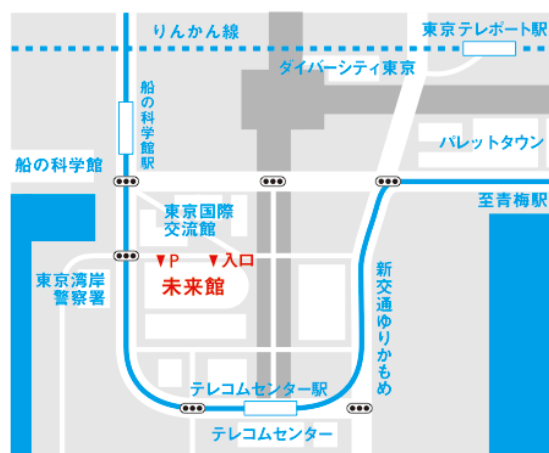 りんかん線
東京テレポート駅
ダイバーシティ東京
船の科学館駅
パレットタウン
船の科学館
至青梅駅
東京国際
交流館
P
入口
未来館
東京湾岸
警察署
新交通ゆりかもめ
テレコムセンター駅
テレコムセンター